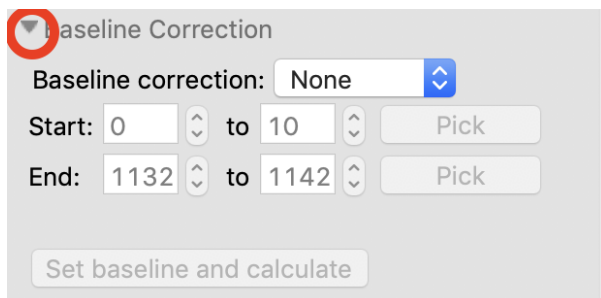 Baseline Correction
Baseline correction: None
Start: 0 to 10 Pick
End: 1132 to 1142 Pick
Set baseline and calculate